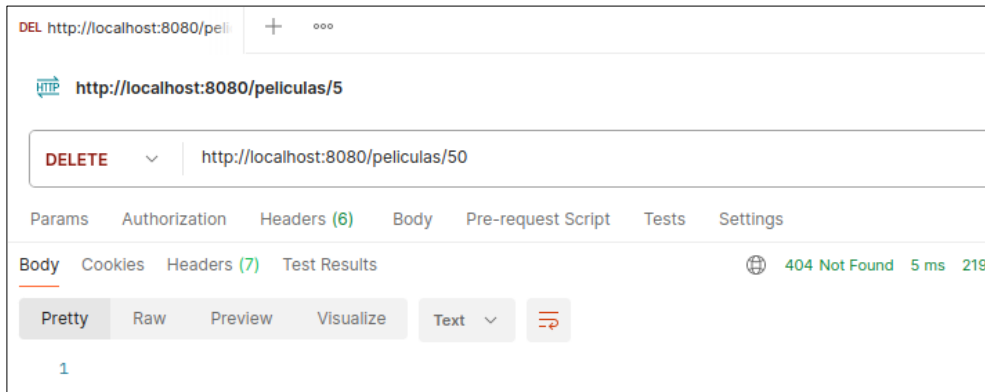 DEL http://localhost:8080/peli
HTTP http://localhost:8080/peliculas/5
DELETE http://localhost:8080/peliculas/50
Params Authorization Headers (6) Body Pre-request Script Tests Settings
Body Cookies Headers (7) Test Results 404 Not Found 5 ms 219
Pretty Raw Preview Visualize Text
1